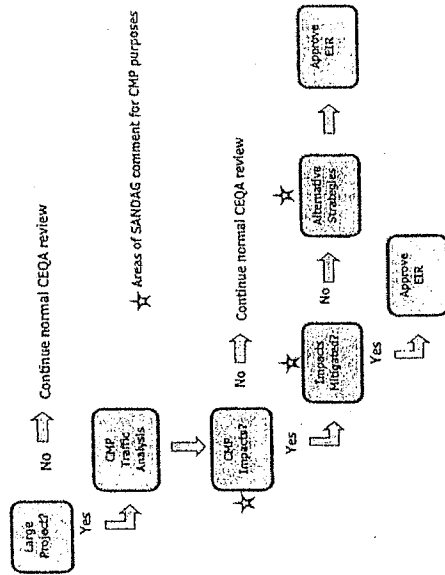 Large
Project?
No
Continue normal CEQA review
Yes
CMP
Traffic
Analysis
Areas of SANDAG comment for CMP purposes
CMP
Impacts?
No
Continue normal CEQA review
Yes
Impacts
Mitigated?
No
Alternative
Strategies
Approve
EIR
Yes
Approve
EIR